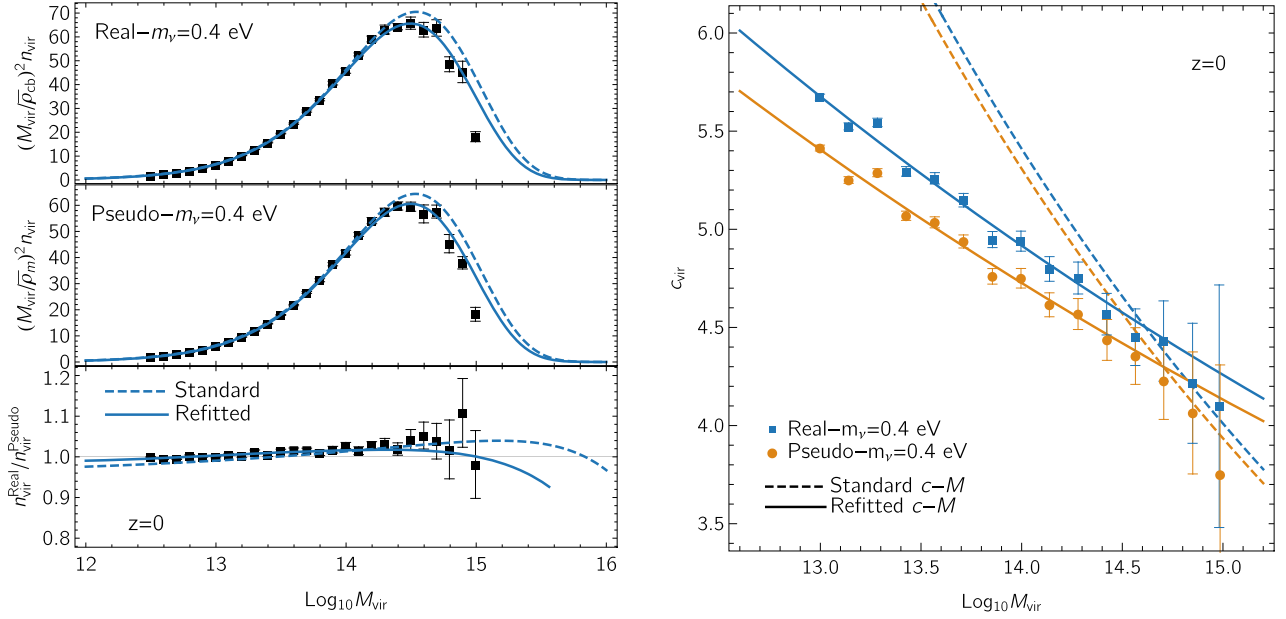 (M_vir/ρ̅_cb)² n_vir
70
60
50
40
30
20
10
0
Real−m_ν=0.4 eV
(M_vir/ρ̅_m)² n_vir
60
50
40
30
20
10
0
Pseudo−m_ν=0.4 eV
n_vir^Real/n_vir^Pseudo
1.2
1.1
1.0
0.9
0.8
Standard
Refitted
z=0
12 13 14 15 16
Log₁₀M_vir
c_vir
6.0
5.5
5.0
4.5
4.0
3.5
z=0
Real−m_ν=0.4 eV
Pseudo−m_ν=0.4 eV
Standard c−M
Refitted c−M
13.0 13.5 14.0 14.5 15.0
Log₁₀M_vir